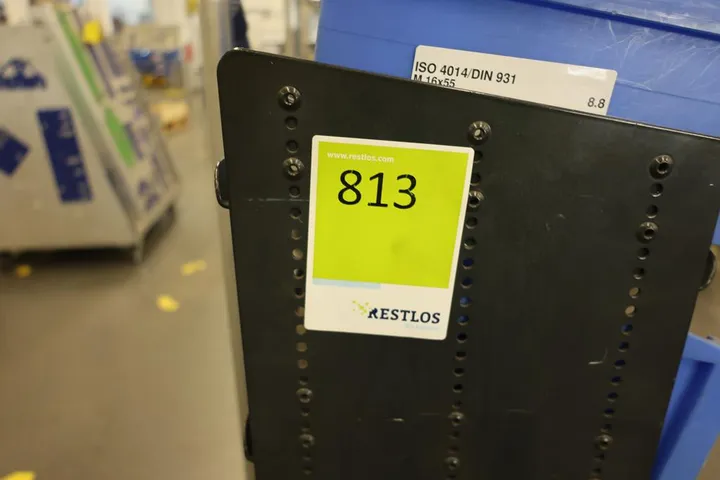 ISO 4014/DIN 931
M 16x55
8.8
www.restlos.com
813
RESTLOS